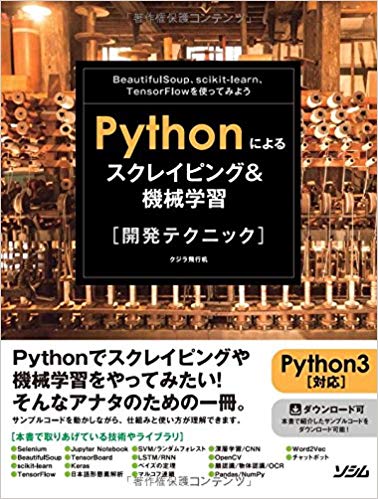 "著作権保護コンテンツ"
"著作権保護コンテンツ"
BeautifulSoup、scikit-learn、
TensorFlowを使ってみよう
Pythonによる
スクレイピング&
機械学習
[開発テクニック]
クジラ飛行机
Pythonでスクレイピングや
機械学習をやってみたい!
そんなアナタのための一冊。
サンプルコードを動かしながら、仕組みと使い方が理解できます。
Python3
[対応]
ダウンロード可
本書で紹介したサンプルコードを
ダウンロード可能!
[本書で取りあげている技術やライブラリ]
●Selenium
●BeautifulSoup
●scikit-learn
●TensorFlow
●Jupyter Notebook
●TensorBoard
●Keras
●日本語形態素解析
●SVM/ランダムフォレスト
●LSTM/RNN
●ベイズの定理
●マルコフ連鎖
●深層学習/CNN
●OpenCV
●顔認識/物体認識/OCR
●Pandas/NumPy
●Word2Vec
●チャットボット
ソシム